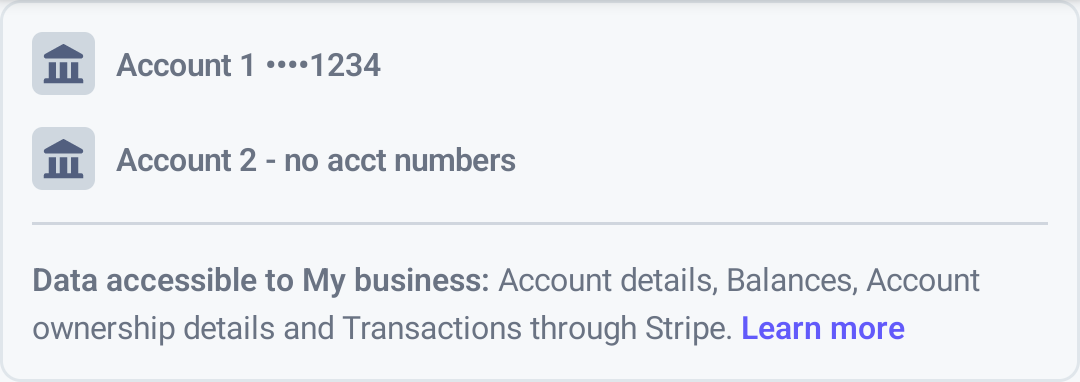 Account 1 ••••1234
Account 2 - no acct numbers
Data accessible to My business: Account details, Balances, Account
ownership details and Transactions through Stripe. Learn more